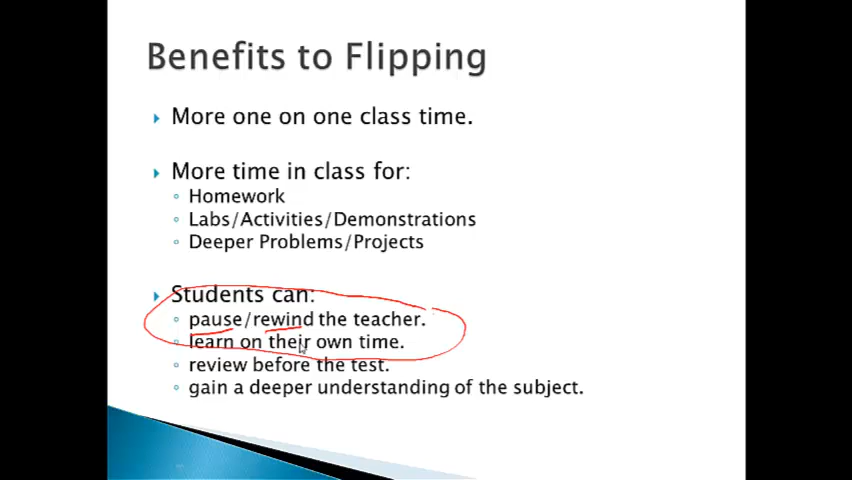 Benefits to Flipping
More one on one class time.
More time in class for:
Homework
Labs/Activities/Demonstrations
Deeper Problems/Projects
Students can:
pause/rewind the teacher.
learn on their own time.
review before the test.
gain a deeper understanding of the subject.